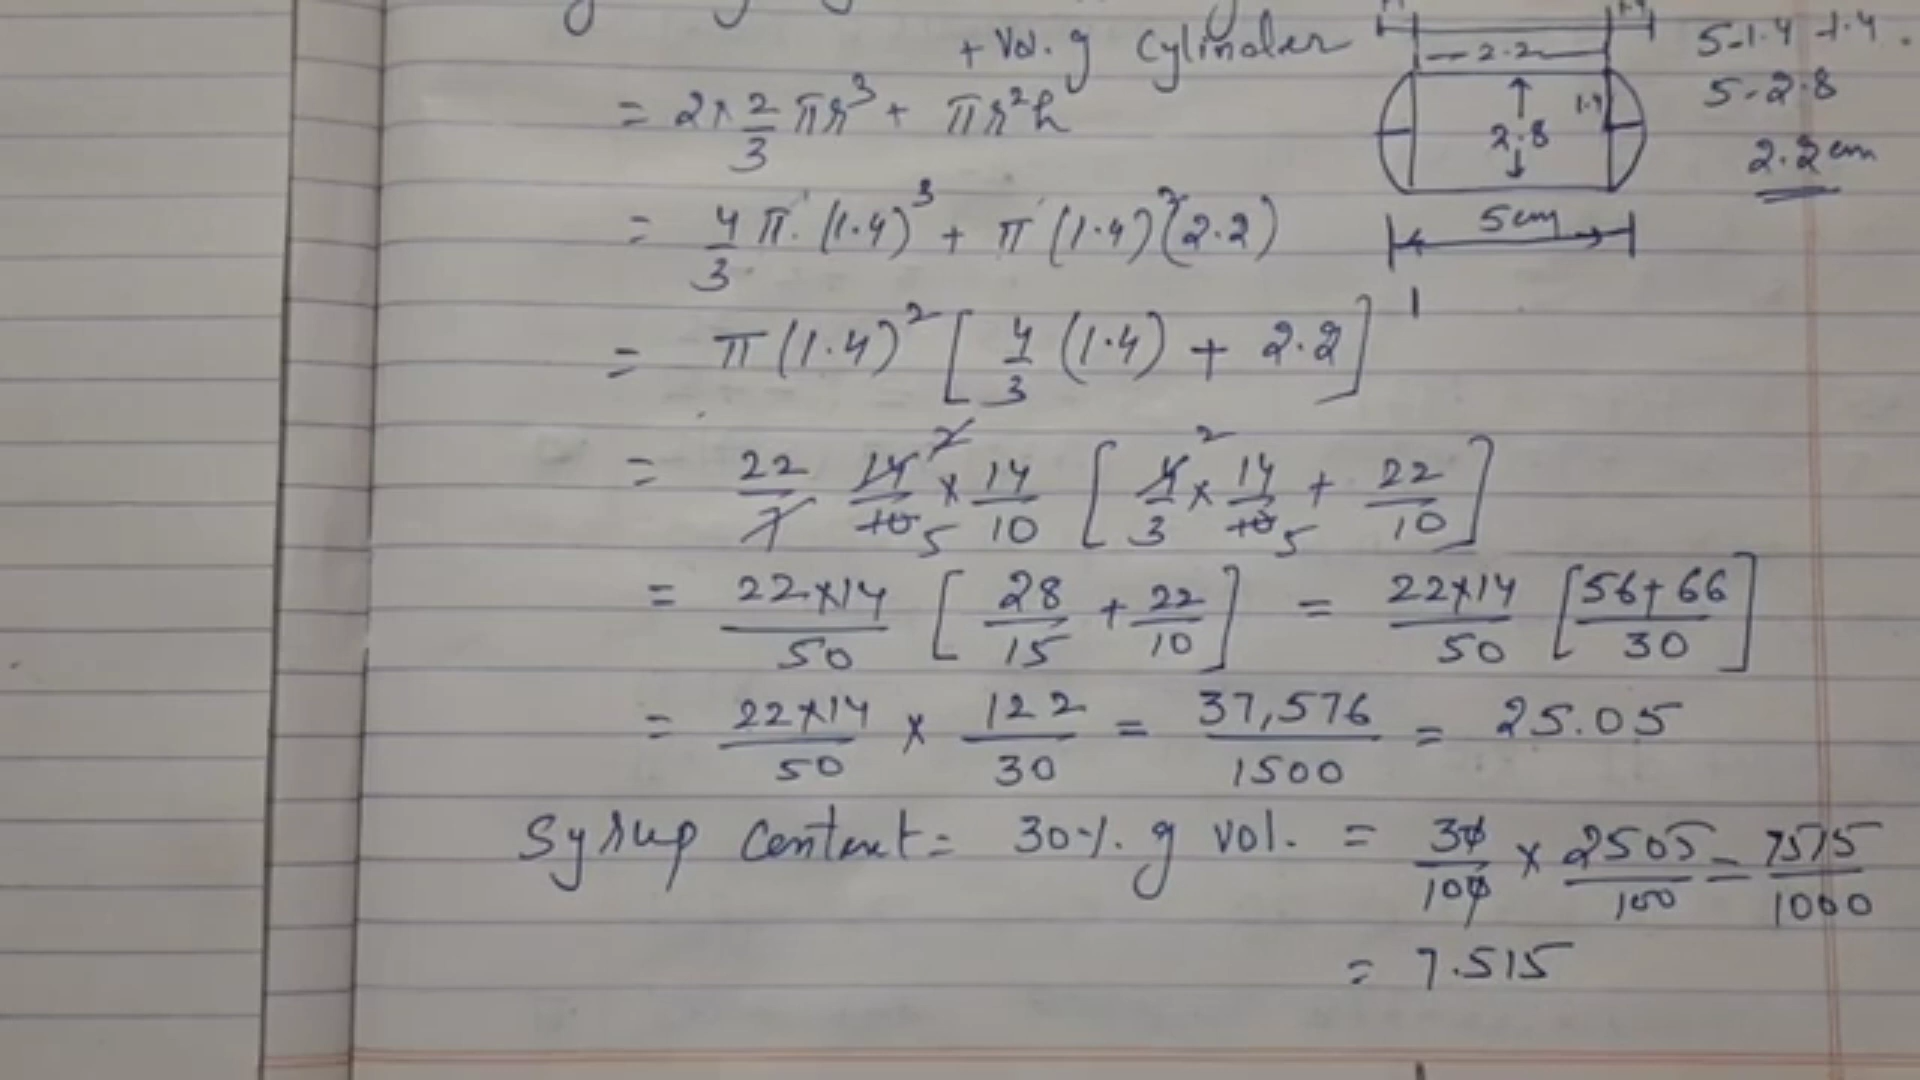 + Vol. of cylinder
= 2 × 2/3 πr³ + πr²h
= 4/3 π (1.4)³ + π (1.4)² (2.2)
= π (1.4)² [4/3 (1.4) + 2.2]
= 22/7 14/10 × 14/10 [4/3 × 14/10 + 22/10]
= 22×14/50 [28/15 + 22/10] = 22×14/50 [56+66/30]
= 22×14/50 × 122/30 = 37,576/1500 = 25.05
Syrup Content = 30%. of vol. = 30/100 × 2505/100 = 7515/1000
= 7.515
2.2
2.8
1.4
5cm
5-1.4-1.4.
5-2.8
2.2cm